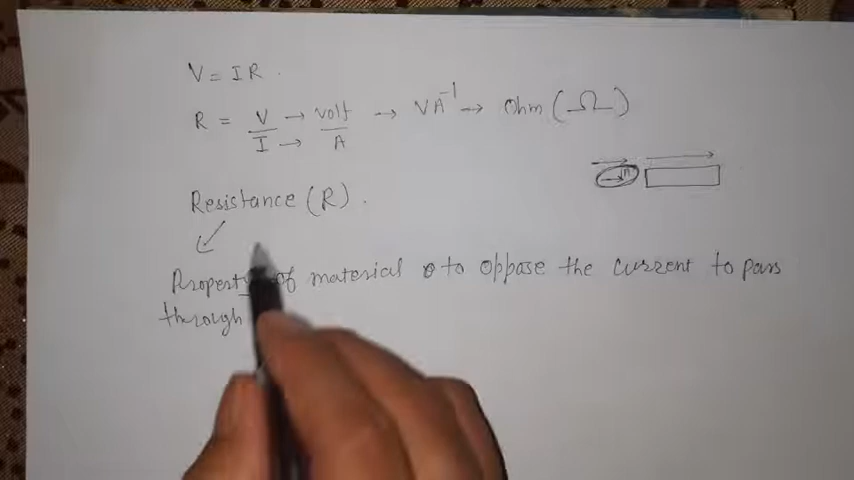 V = IR
R = V/I → volt/A → VA⁻¹ → Ohm (Ω)
Resistance (R)
Property of material to oppose the current to pass
through